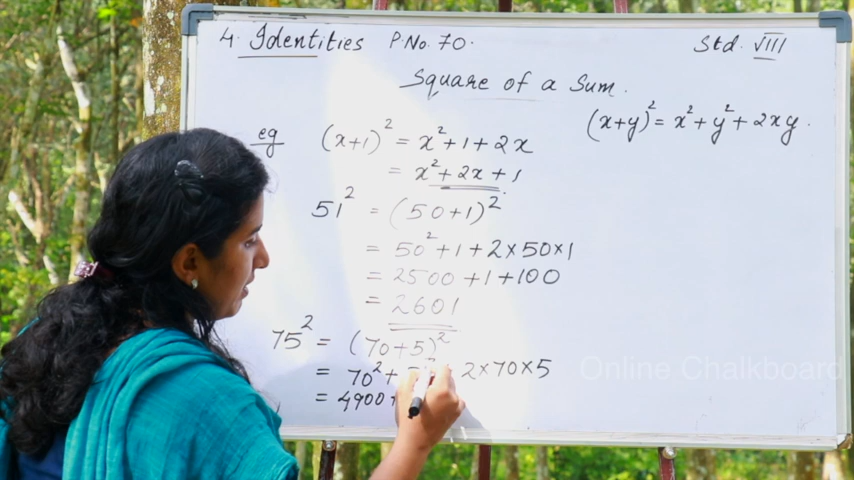 4. Identities P.No. 70. Std. VIII
Square of a Sum.
(x+y)² = x² + y² + 2xy.
eg (x+1)² = x² + 1 + 2x
= x² + 2x + 1.
51² = (50+1)²
= 50² + 1 + 2×50×1
= 2500 + 1 + 100
= 2601
75² = (70+5)²
= 70² + 2×70×5
= 4900 +
Online Chalkboard